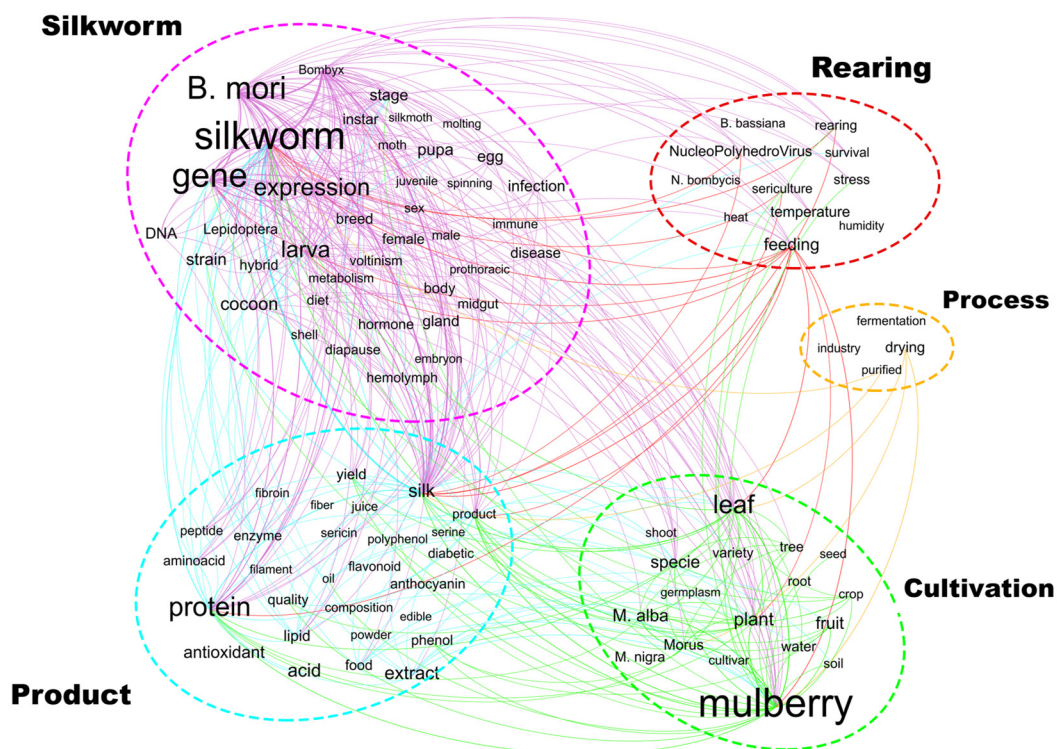 Silkworm
Bombyx
B. mori
stage
instar
silkmoth
molting
silkworm
moth
pupa
egg
gene
expression
juvenile
spinning
infection
sex
breed
immune
DNA
Lepidoptera
female
male
strain
hybrid
larva
voltinism
disease
prothoracic
metabolism
body
cocoon
diet
midgut
shell
hormone
gland
diapause
embryon
hemolymph
Rearing
B. bassiana
rearing
NucleoPolyhedroVirus
survival
N. bombycis
sericulture
stress
heat
temperature
humidity
feeding
Process
fermentation
industry
drying
purified
Product
yield
silk
fibroin
fiber
juice
product
peptide
enzyme
sericin
polyphenol
serine
diabetic
aminoacid
filament
oil
flavonoid
anthocyanin
protein
quality
composition
edible
lipid
powder
phenol
antioxidant
acid
food
extract
Cultivation
leaf
shoot
specie
variety
tree
seed
germplasm
root
crop
M. alba
plant
fruit
Morus
water
M. nigra
cultivar
soil
mulberry